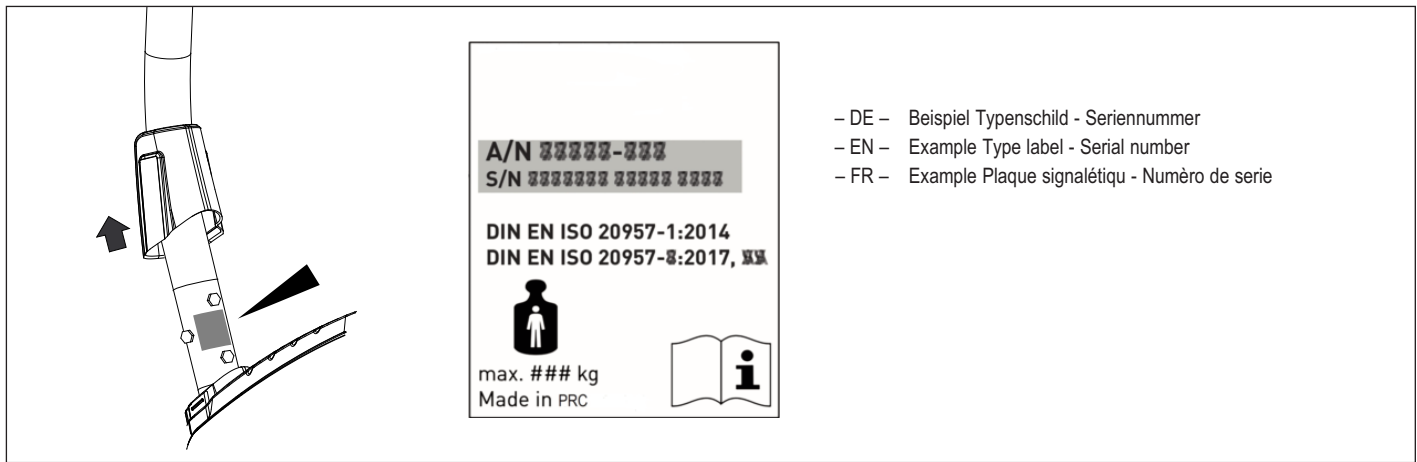 A/N
S/N
DIN EN ISO 20957-1:2014
DIN EN ISO 20957-:2017,
max. ### kg
Made in PRC
– DE – Beispiel Typenschild - Seriennummer
– EN – Example Type label - Serial number
– FR – Example Plaque signalétiqu - Numèro de serie